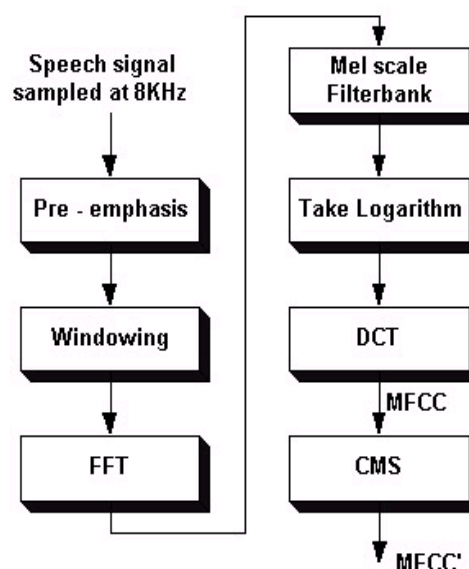 Speech signal
sampled at 8KHz
Pre - emphasis
Windowing
FFT
Mel scale
Filterbank
Take Logarithm
DCT
MFCC
CMS
MFCC'